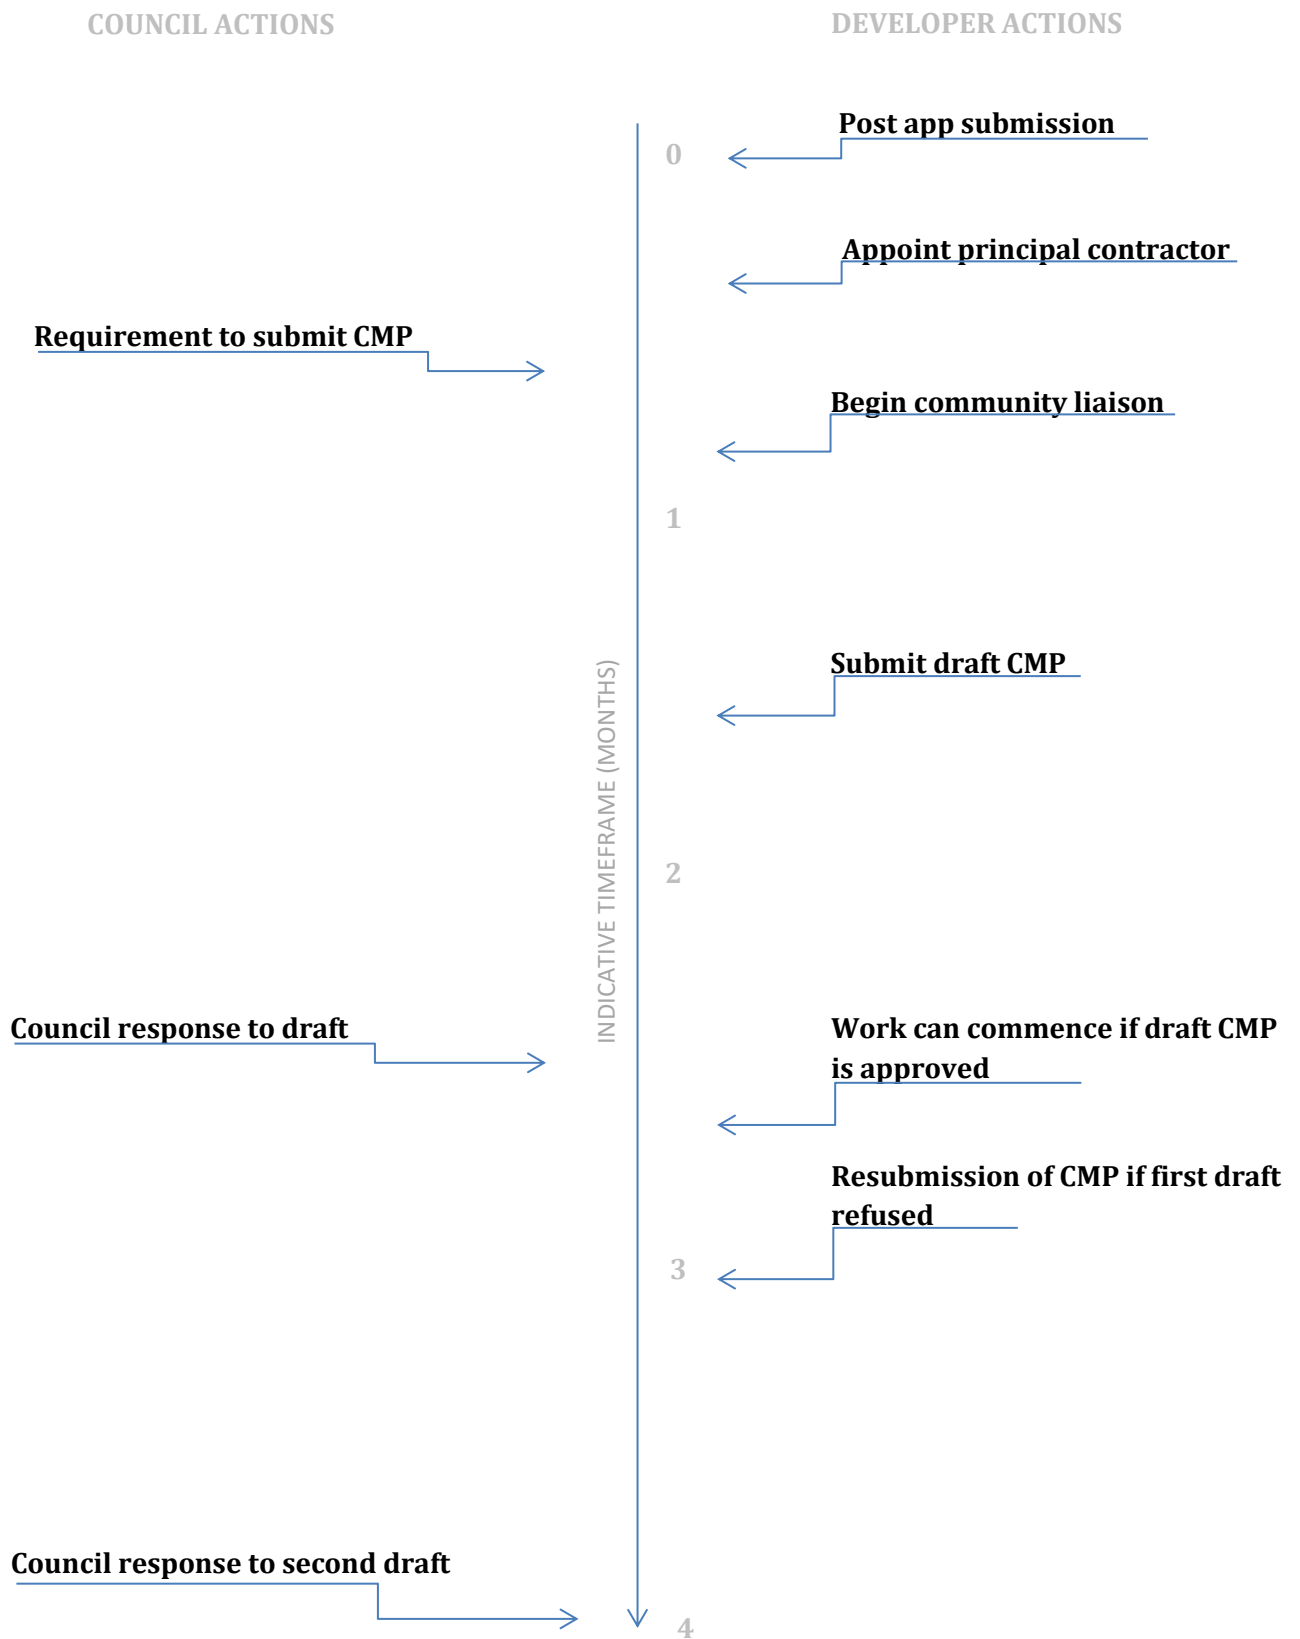 COUNCIL ACTIONS
DEVELOPER ACTIONS
Post app submission
0
Appoint principal contractor
Requirement to submit CMP
Begin community liaison
1
Submit draft CMP
INDICATIVE TIMEFRAME (MONTHS)
2
Council response to draft
Work can commence if draft CMP
is approved
Resubmission of CMP if first draft
refused
3
Council response to second draft
4